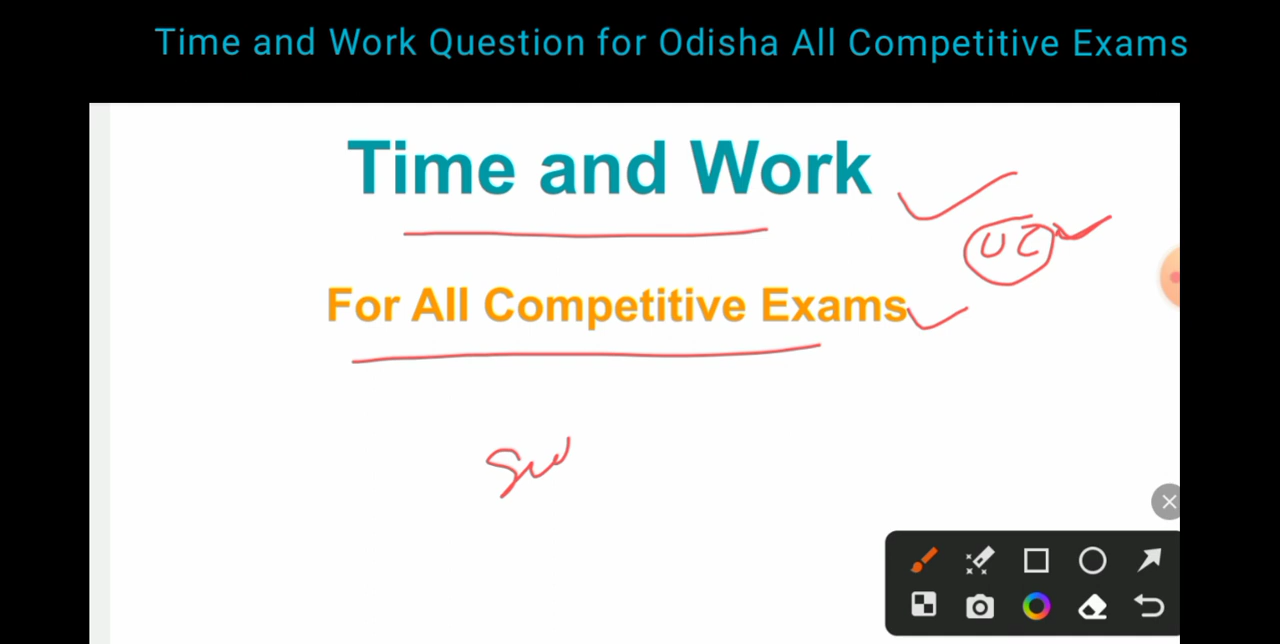 Time and Work Question for Odisha All Competitive Exams
Time and Work
For All Competitive Exams